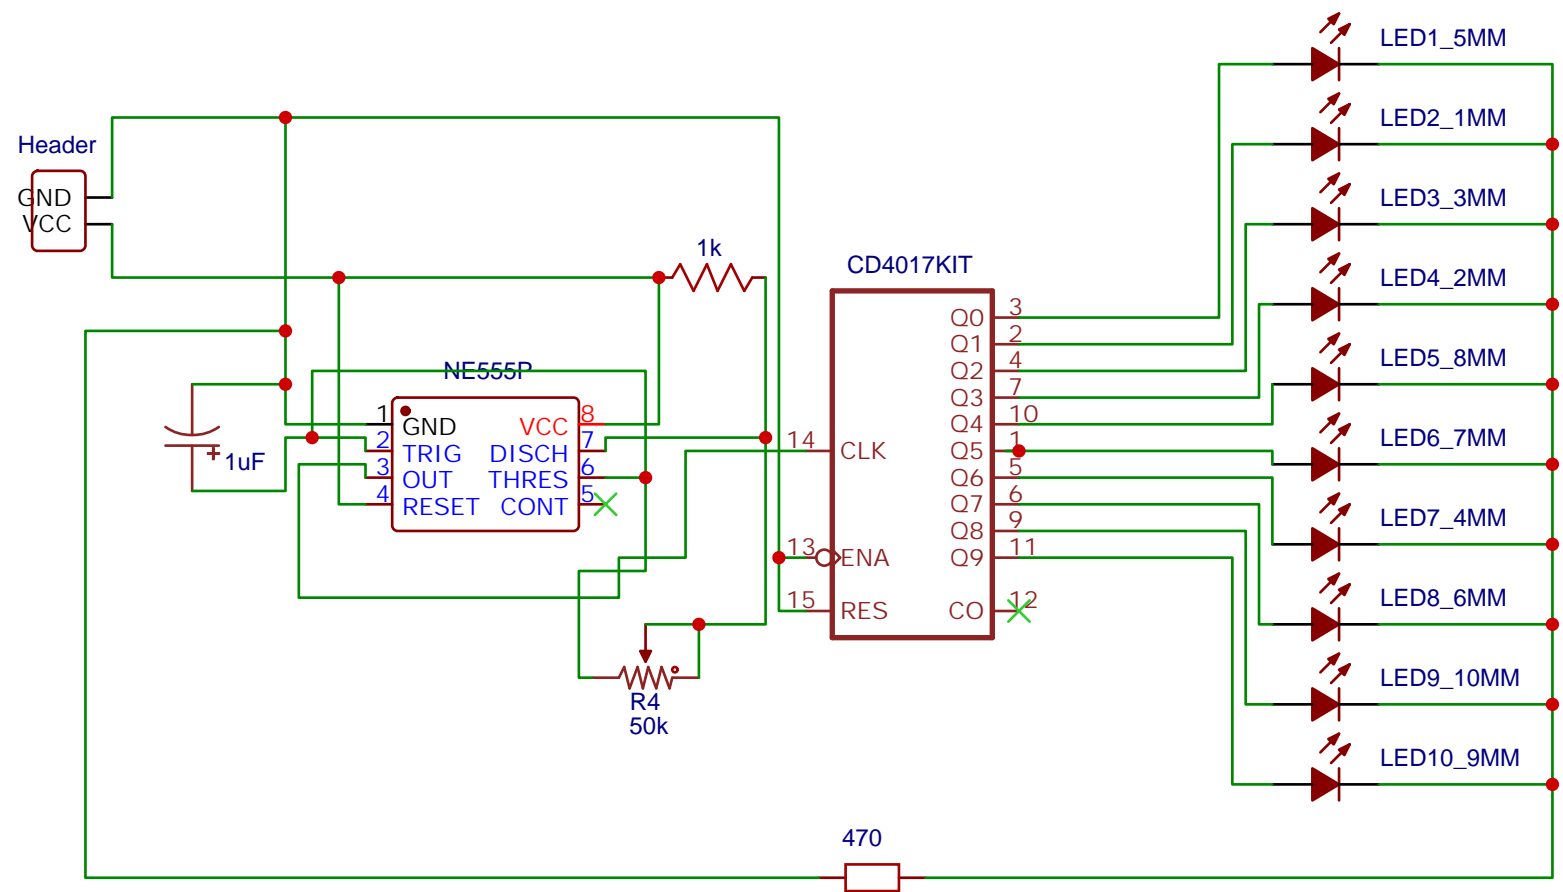 Header
GND
VCC
1k
NE555P
1 GND
2 TRIG
3 OUT
4 RESET
VCC 8
DISCH 7
THRES 6
CONT 5
+ 1uF
R4
50k
CD4017KIT
14 CLK
13 ENA
15 RES
Q0 3
Q1 2
Q2 4
Q3 7
Q4 10
Q5 1
Q6 5
Q7 6
Q8 9
Q9 11
CO 12
LED1_5MM
LED2_1MM
LED3_3MM
LED4_2MM
LED5_8MM
LED6_7MM
LED7_4MM
LED8_6MM
LED9_10MM
LED10_9MM
470